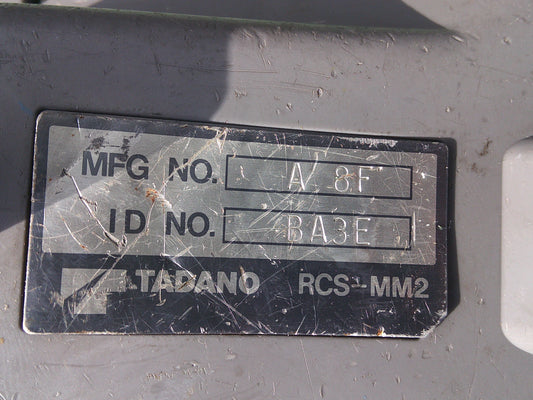 MFG NO. A 8F
ID NO. BA3E
TADANO RCS-MM2